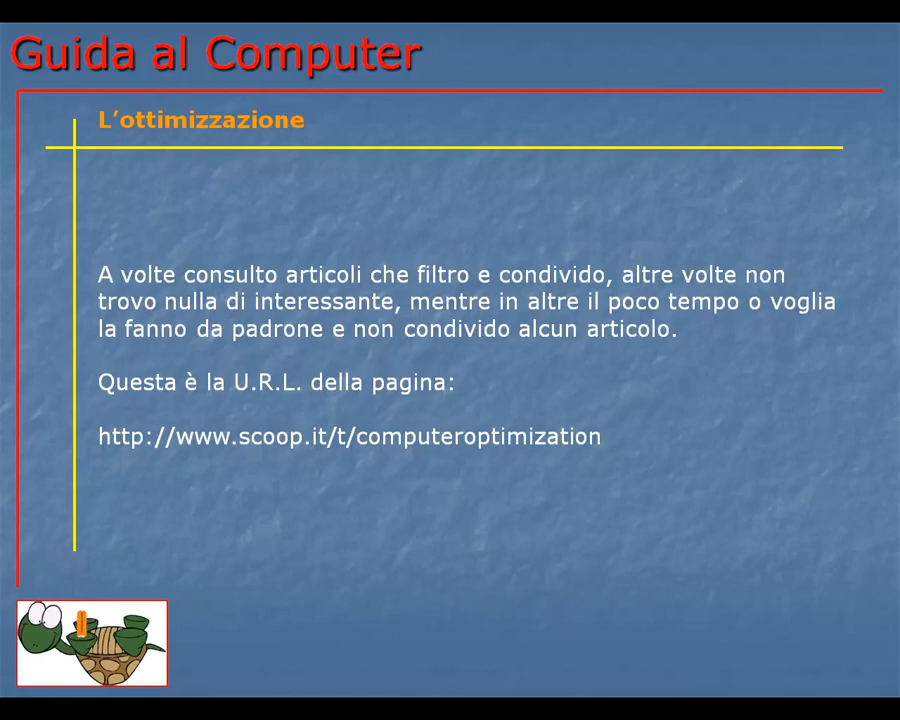 Guida al Computer
L’ottimizzazione
A volte consulto articoli che filtro e condivido, altre volte non
trovo nulla di interessante, mentre in altre il poco tempo o voglia
la fanno da padrone e non condivido alcun articolo.
Questa è la U.R.L. della pagina:
http://www.scoop.it/t/computeroptimization